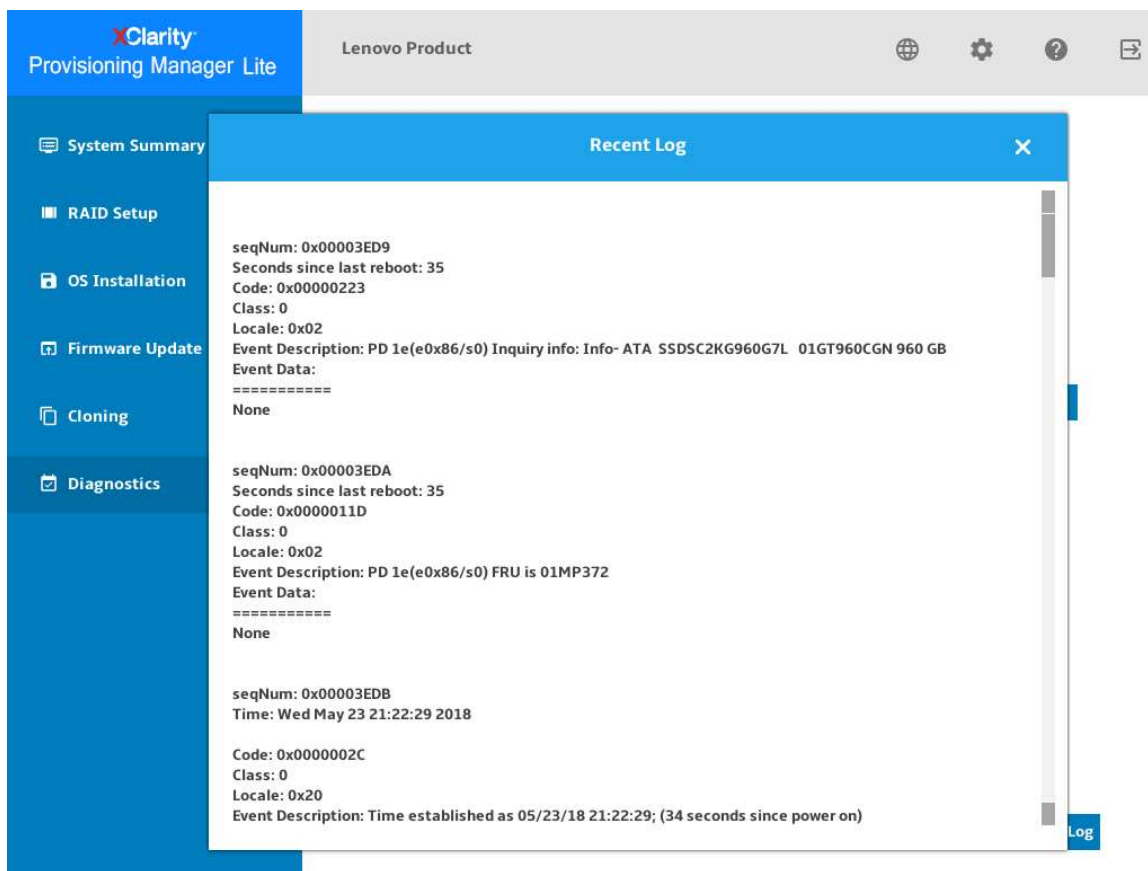 XClarity
Provisioning Manager Lite
Lenovo Product
System Summary
RAID Setup
OS Installation
Firmware Update
Cloning
Diagnostics
Recent Log
seqNum: 0x00003ED9
Seconds since last reboot: 35
Code: 0x00000223
Class: 0
Locale: 0x02
Event Description: PD 1e(e0x86/s0) Inquiry info: Info- ATA SSDSC2KG960G7L 01GT960CGN 960 GB
Event Data:
===========
None
seqNum: 0x00003EDA
Seconds since last reboot: 35
Code: 0x0000011D
Class: 0
Locale: 0x02
Event Description: PD 1e(e0x86/s0) FRU is 01MP372
Event Data:
===========
None
seqNum: 0x00003EDB
Time: Wed May 23 21:22:29 2018
Code: 0x0000002C
Class: 0
Locale: 0x20
Event Description: Time established as 05/23/18 21:22:29; (34 seconds since power on)
Log